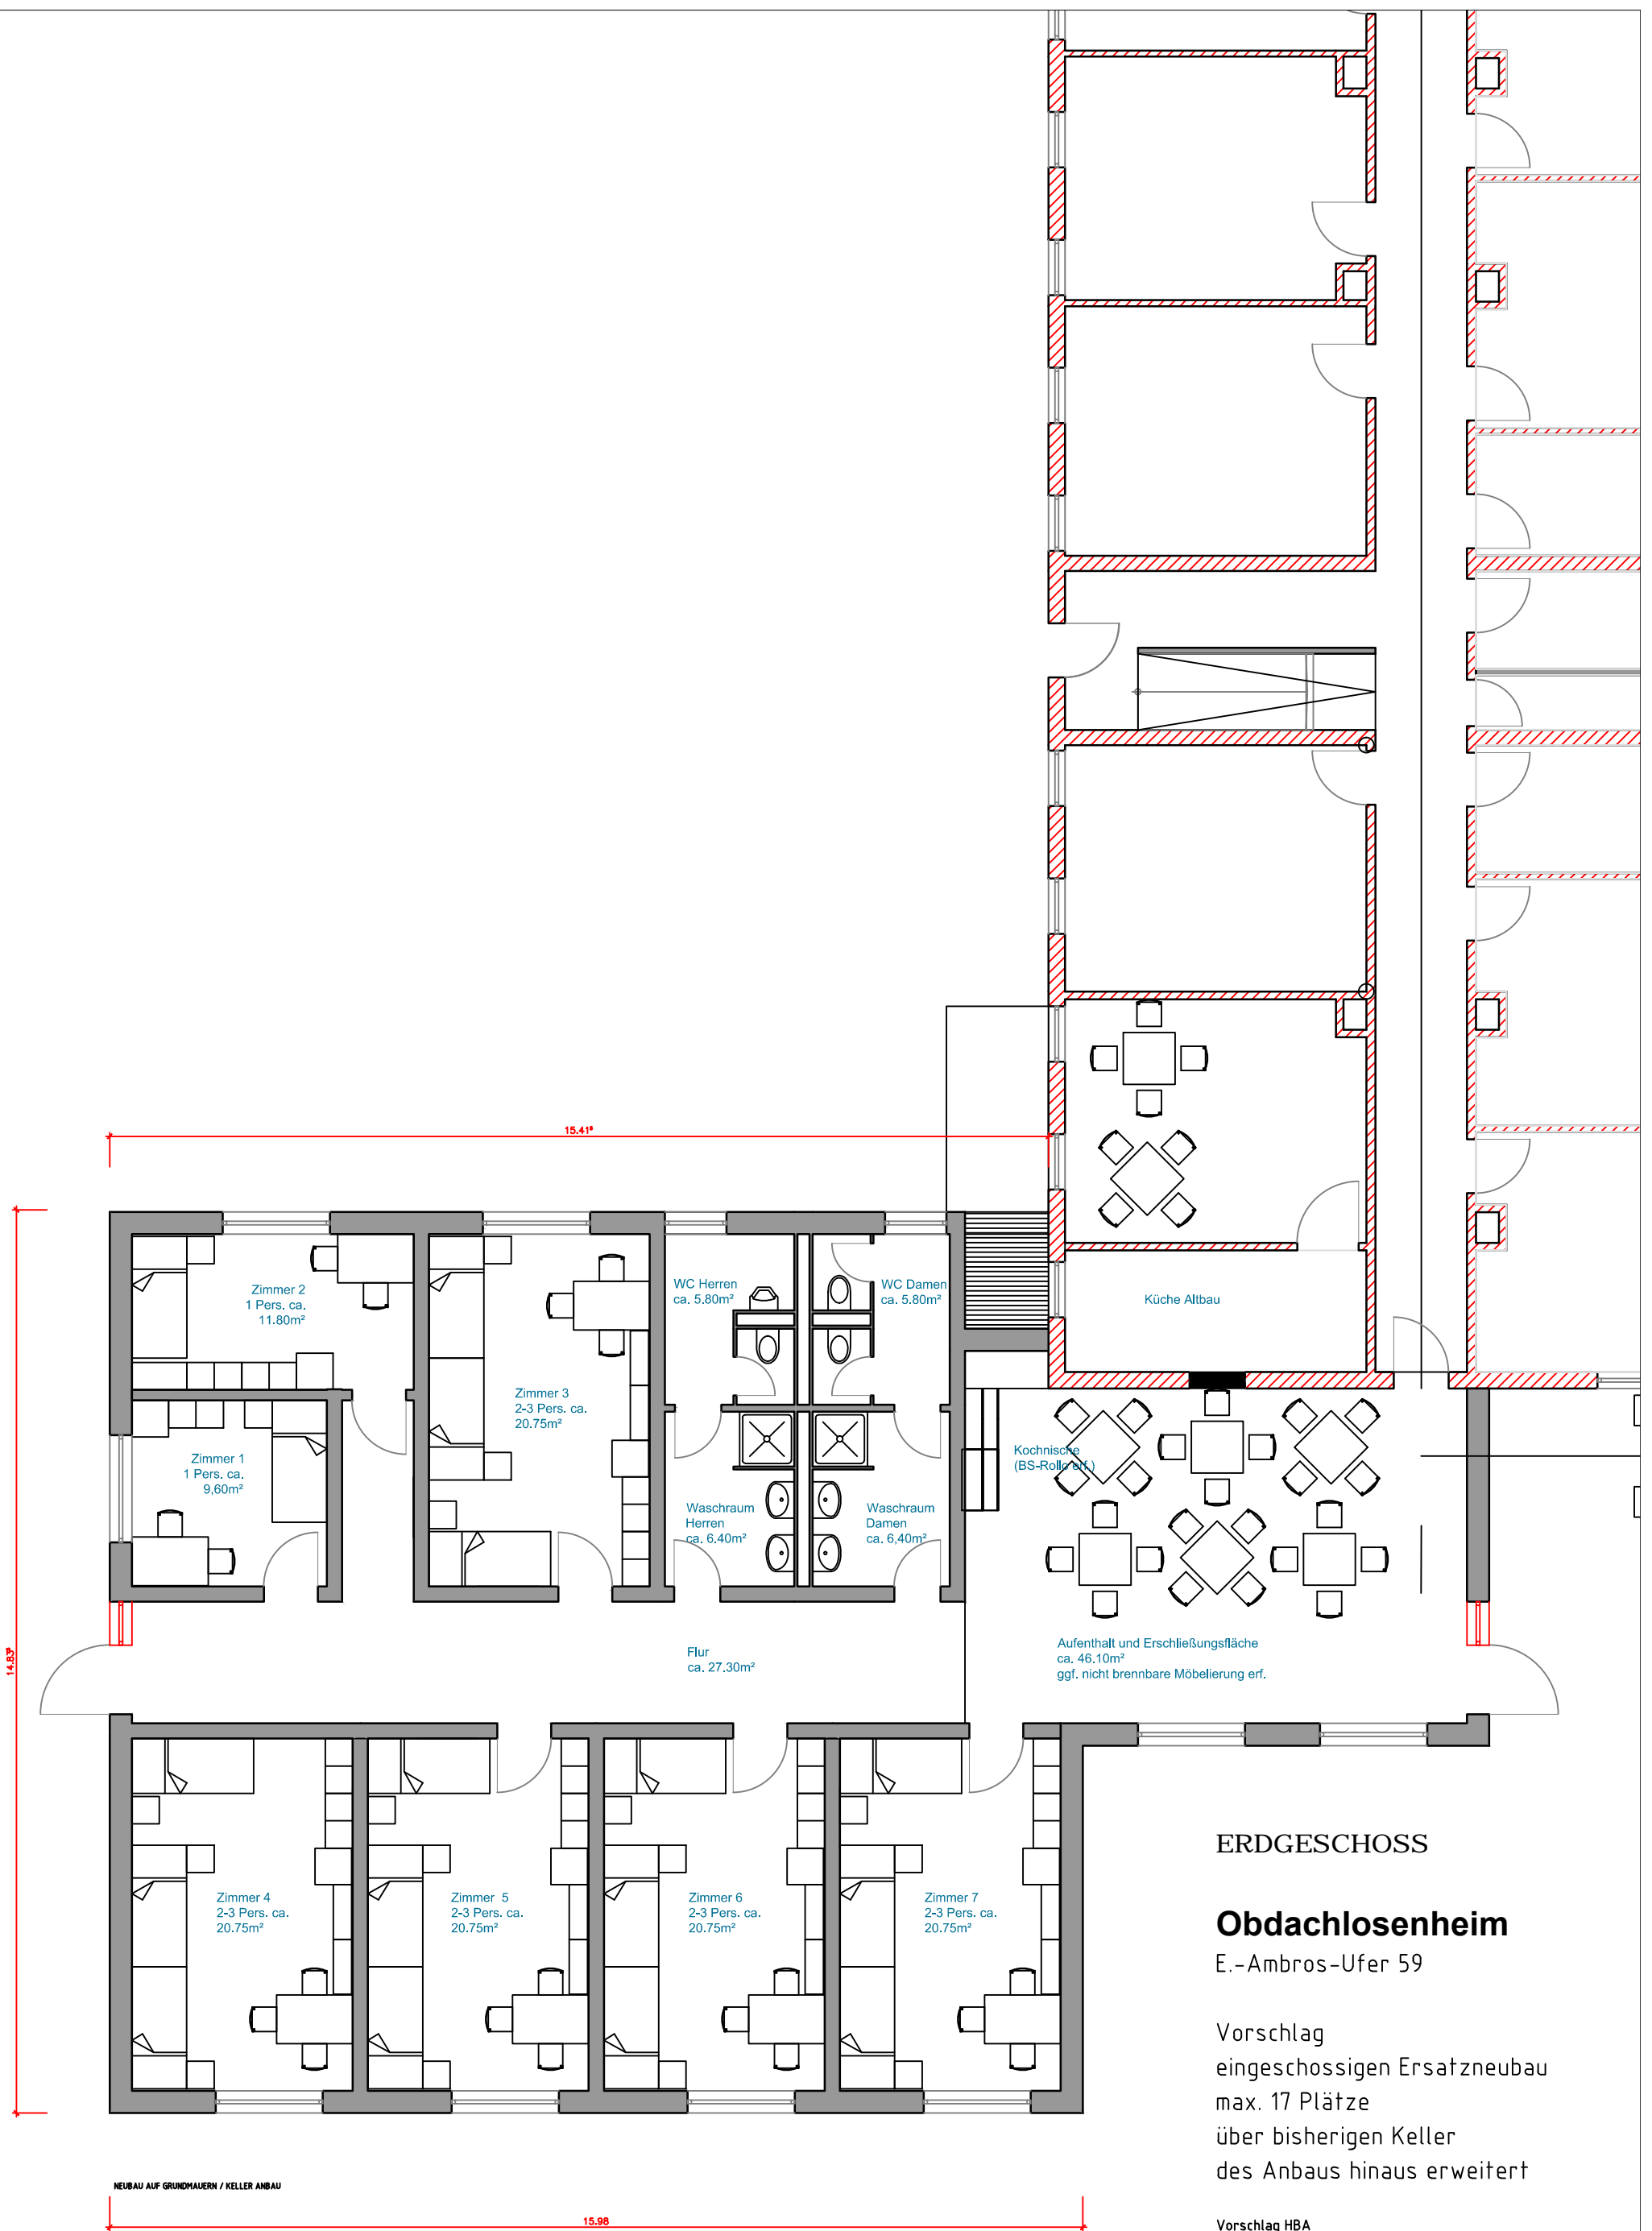 15.41⁸
14.83⁸
Zimmer 2
1 Pers. ca.
11.80m²
Zimmer 3
2-3 Pers. ca.
20.75m²
WC Herren
ca. 5.80m²
WC Damen
ca. 5.80m²
Küche Altbau
Zimmer 1
1 Pers. ca.
9,60m²
Waschraum
Herren
ca. 6.40m²
Waschraum
Damen
ca. 6,40m²
Kochnische
(BS-Rollo erf.)
Flur
ca. 27.30m²
Aufenthalt und Erschließungsfläche
ca. 46.10m²
ggf. nicht brennbare Möbelierung erf.
Zimmer 4
2-3 Pers. ca.
20.75m²
Zimmer 5
2-3 Pers. ca.
20.75m²
Zimmer 6
2-3 Pers. ca.
20.75m²
Zimmer 7
2-3 Pers. ca.
20.75m²
ERDGESCHOSS
Obdachlosenheim
E.-Ambros-Ufer 59
Vorschlag
eingeschossigen Ersatzneubau
max. 17 Plätze
über bisherigen Keller
des Anbaus hinaus erweitert
Vorschlag HBA
NEUBAU AUF GRUNDMAUERN / KELLER ANBAU
15.98